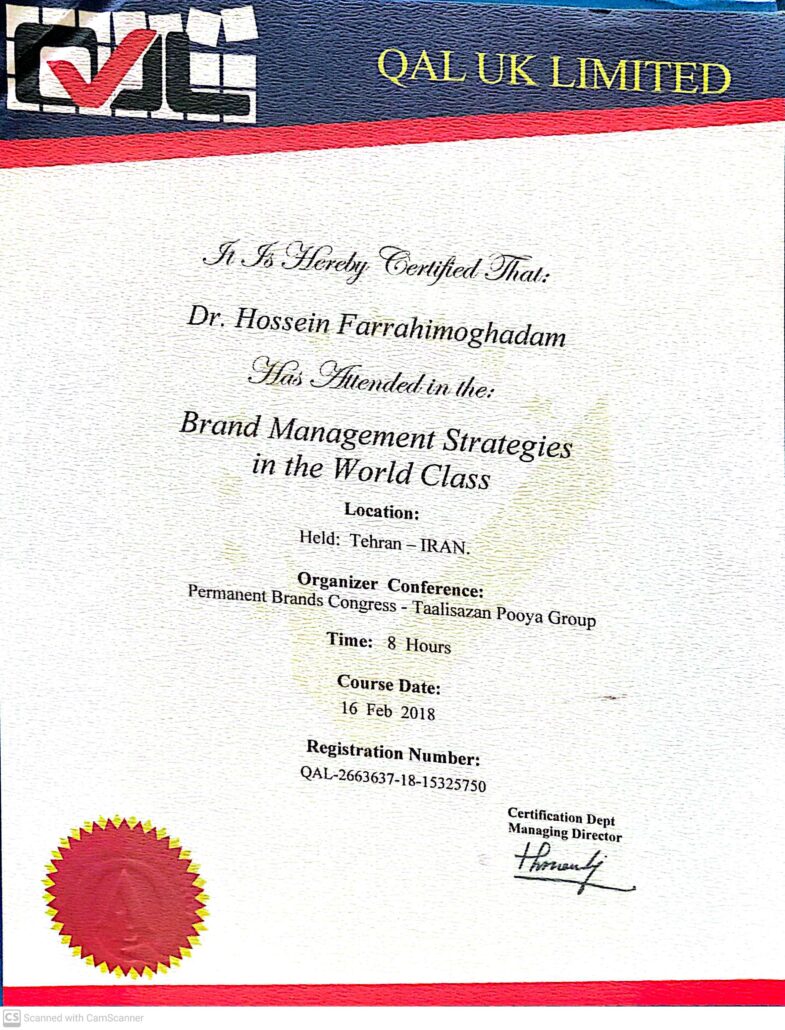 QAL
QAL UK LIMITED
It Is Hereby Certified That:
Dr. Hossein Farrahimoghadam
Has Attended in the:
Brand Management Strategies
in the World Class
Location:
Held: Tehran – IRAN.
Organizer Conference:
Permanent Brands Congress - Taalisazan Pooya Group
Time: 8 Hours
Course Date:
16 Feb 2018
Registration Number:
QAL-2663637-18-15325750
Certification Dept
Managing Director
CS Scanned with CamScanner